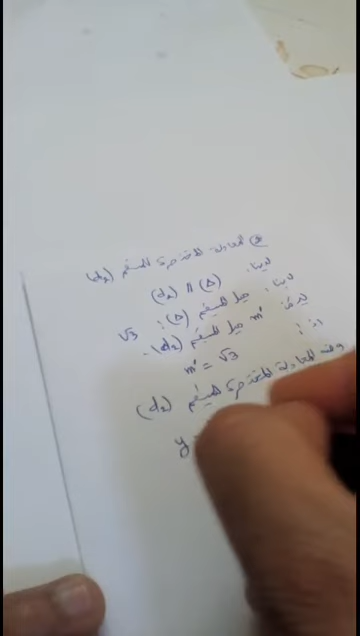 * المعادلة المختصرة للمستقيم (d₂)
لدينا: (d₂) // (Δ)
لدينا: ميل المستقيم (Δ): √3
m' ميل المستقيم (d₂).
إذن: m' = √3
ومنه المعادلة المختصرة للمستقيم (d₂)
y